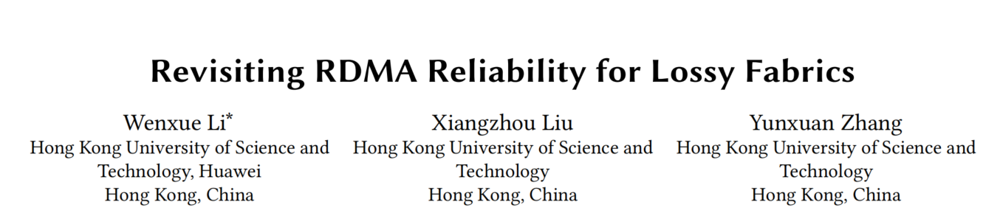 Revisiting RDMA Reliability for Lossy Fabrics
Wenxue Li*
Hong Kong University of Science and
Technology, Huawei
Hong Kong, China
Xiangzhou Liu
Hong Kong University of Science and
Technology
Hong Kong, China
Yunxuan Zhang
Hong Kong University of Science and
Technology
Hong Kong, China